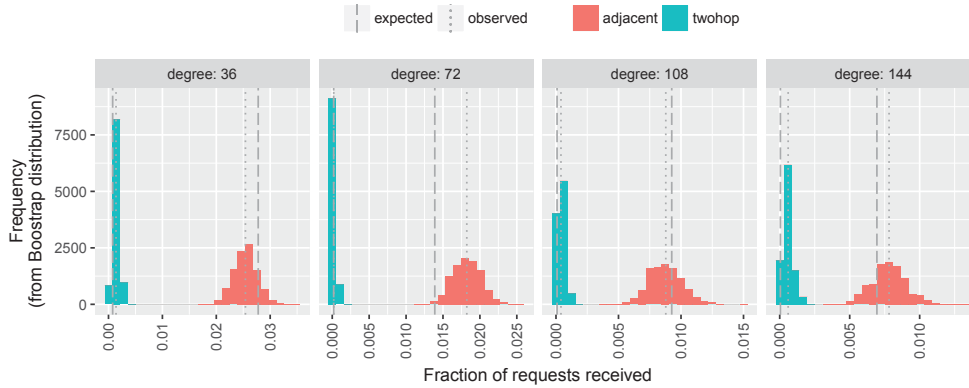 expected observed adjacent twohop
degree: 36 degree: 72 degree: 108 degree: 144
Frequency
(from Boostrap distribution)
7500
5000
2500
0
0.00 0.01 0.02 0.03 0.000 0.005 0.010 0.015 0.020 0.025 0.000 0.005 0.010 0.015 0.000 0.005 0.010
Fraction of requests received